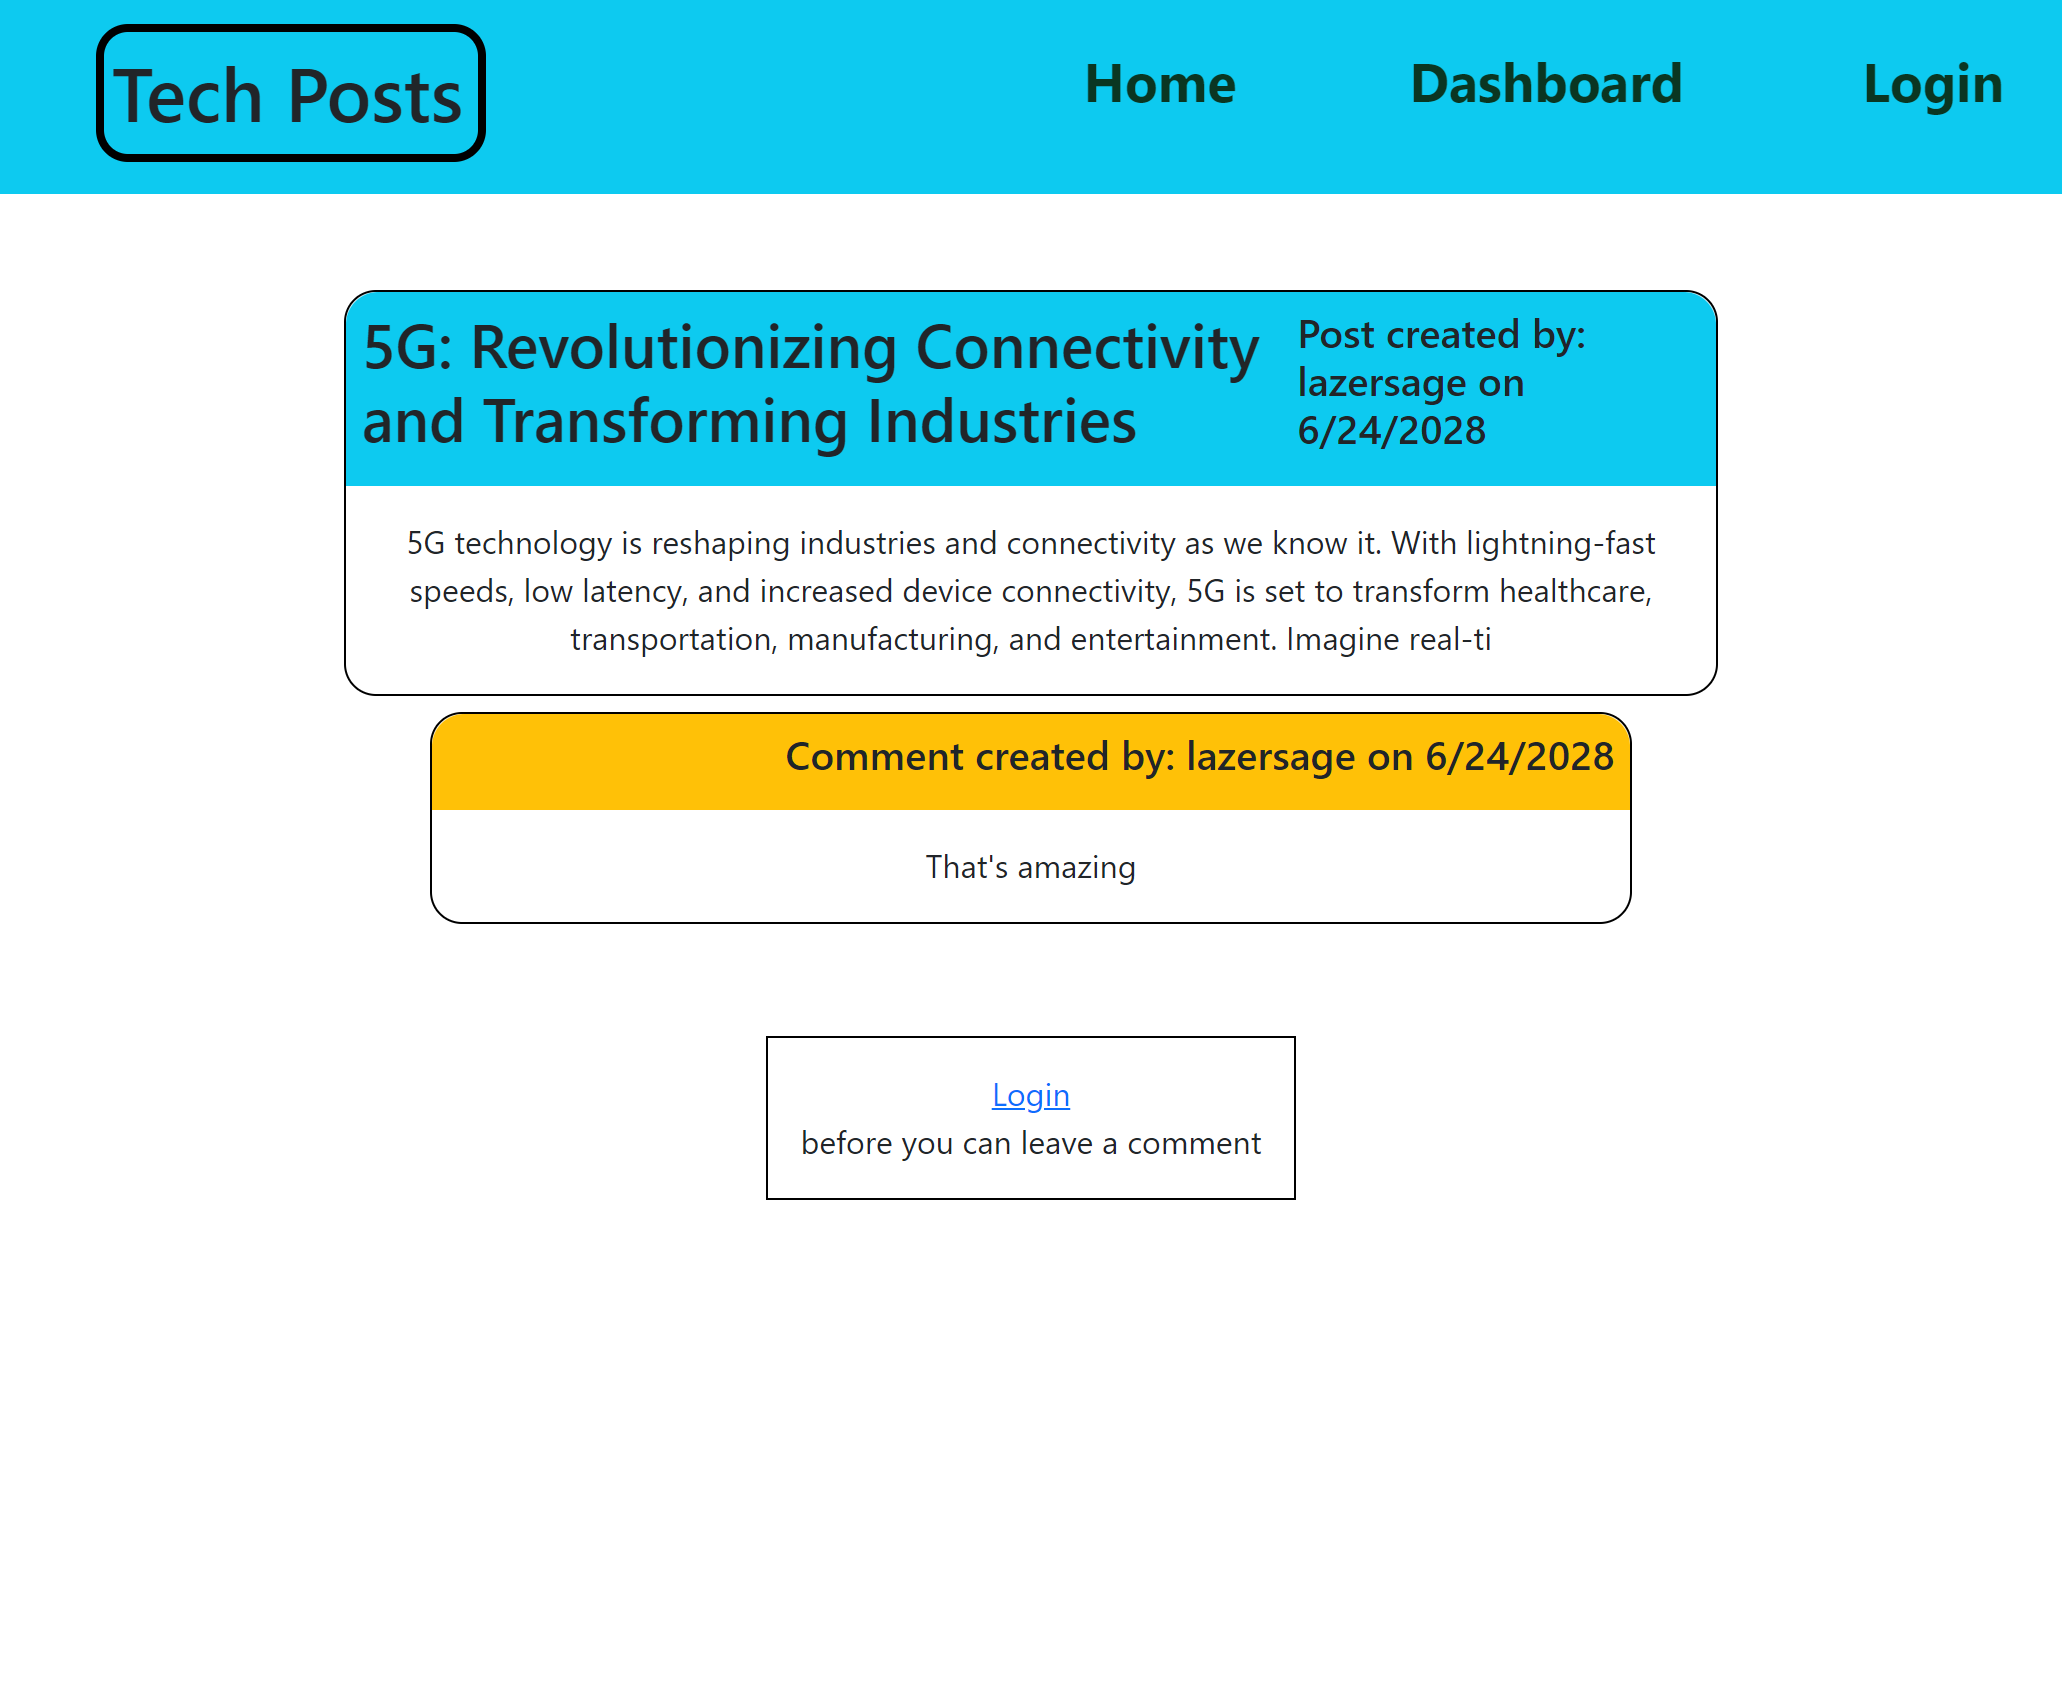 Tech Posts
Home
Dashboard
Login
5G: Revolutionizing Connectivity
and Transforming Industries
Post created by:
lazersage on
6/24/2028
5G technology is reshaping industries and connectivity as we know it. With lightning-fast
speeds, low latency, and increased device connectivity, 5G is set to transform healthcare,
transportation, manufacturing, and entertainment. Imagine real-ti
Comment created by: lazersage on 6/24/2028
That's amazing
Login
before you can leave a comment